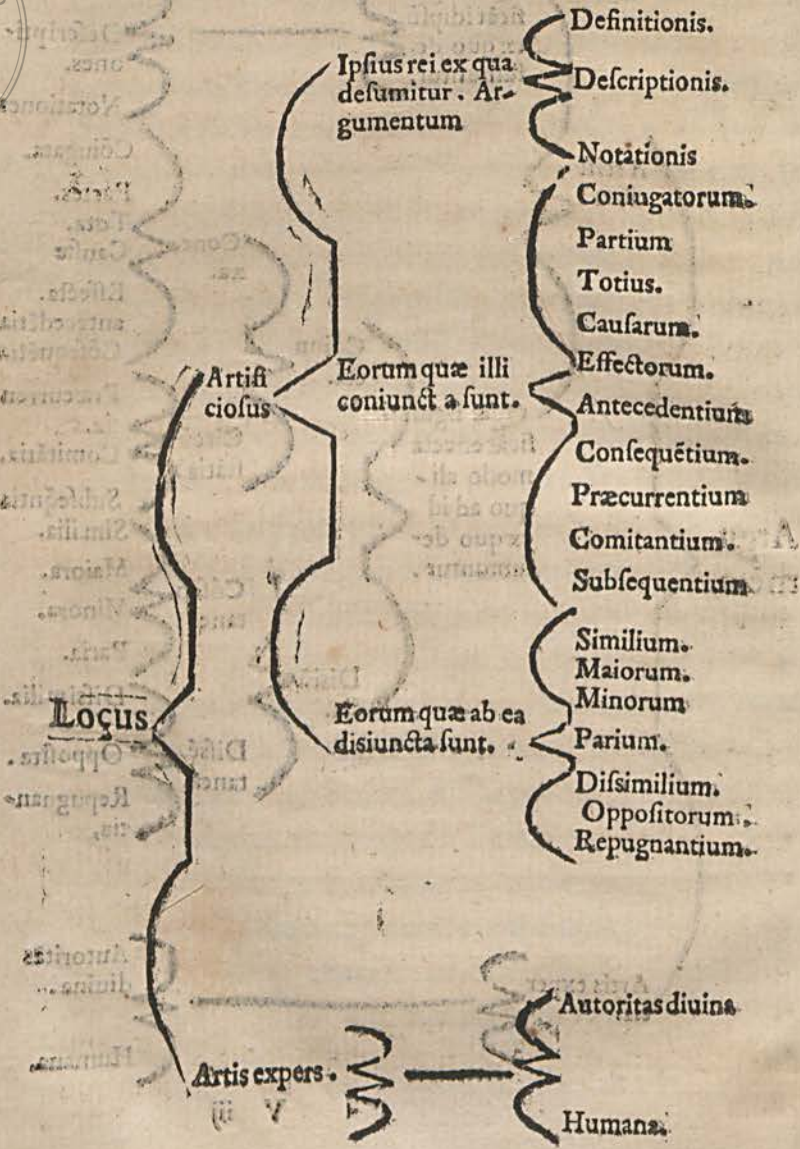 Locus
Artifi
ciosus
Ipsius rei ex qua
desumitur. Ar-
gumentum
Definitionis.
Descriptionis.
Notationis
Eorum quæ illi
coniuncta sunt.
Coniugatorum.
Partium
Totius.
Causarum.
Effectorum.
Antecedentium
Consequẽtium.
Præcurrentium
Comitantium.
Subsequentium
Eorum quæ ab ea
disiuncta sunt.
Similium.
Maiorum.
Minorum
Parium.
Dissimilium.
Oppositorum.
Repugnantium.
Artis expers.
Autoritas diuina
Humana.